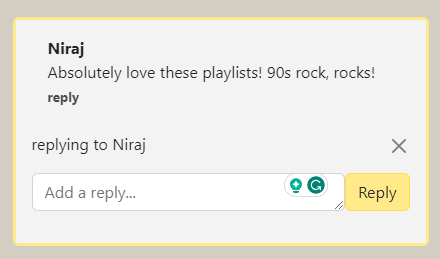 Niraj
Absolutely love these playlists! 90s rock, rocks!
reply
replying to Niraj
Add a reply...
Reply